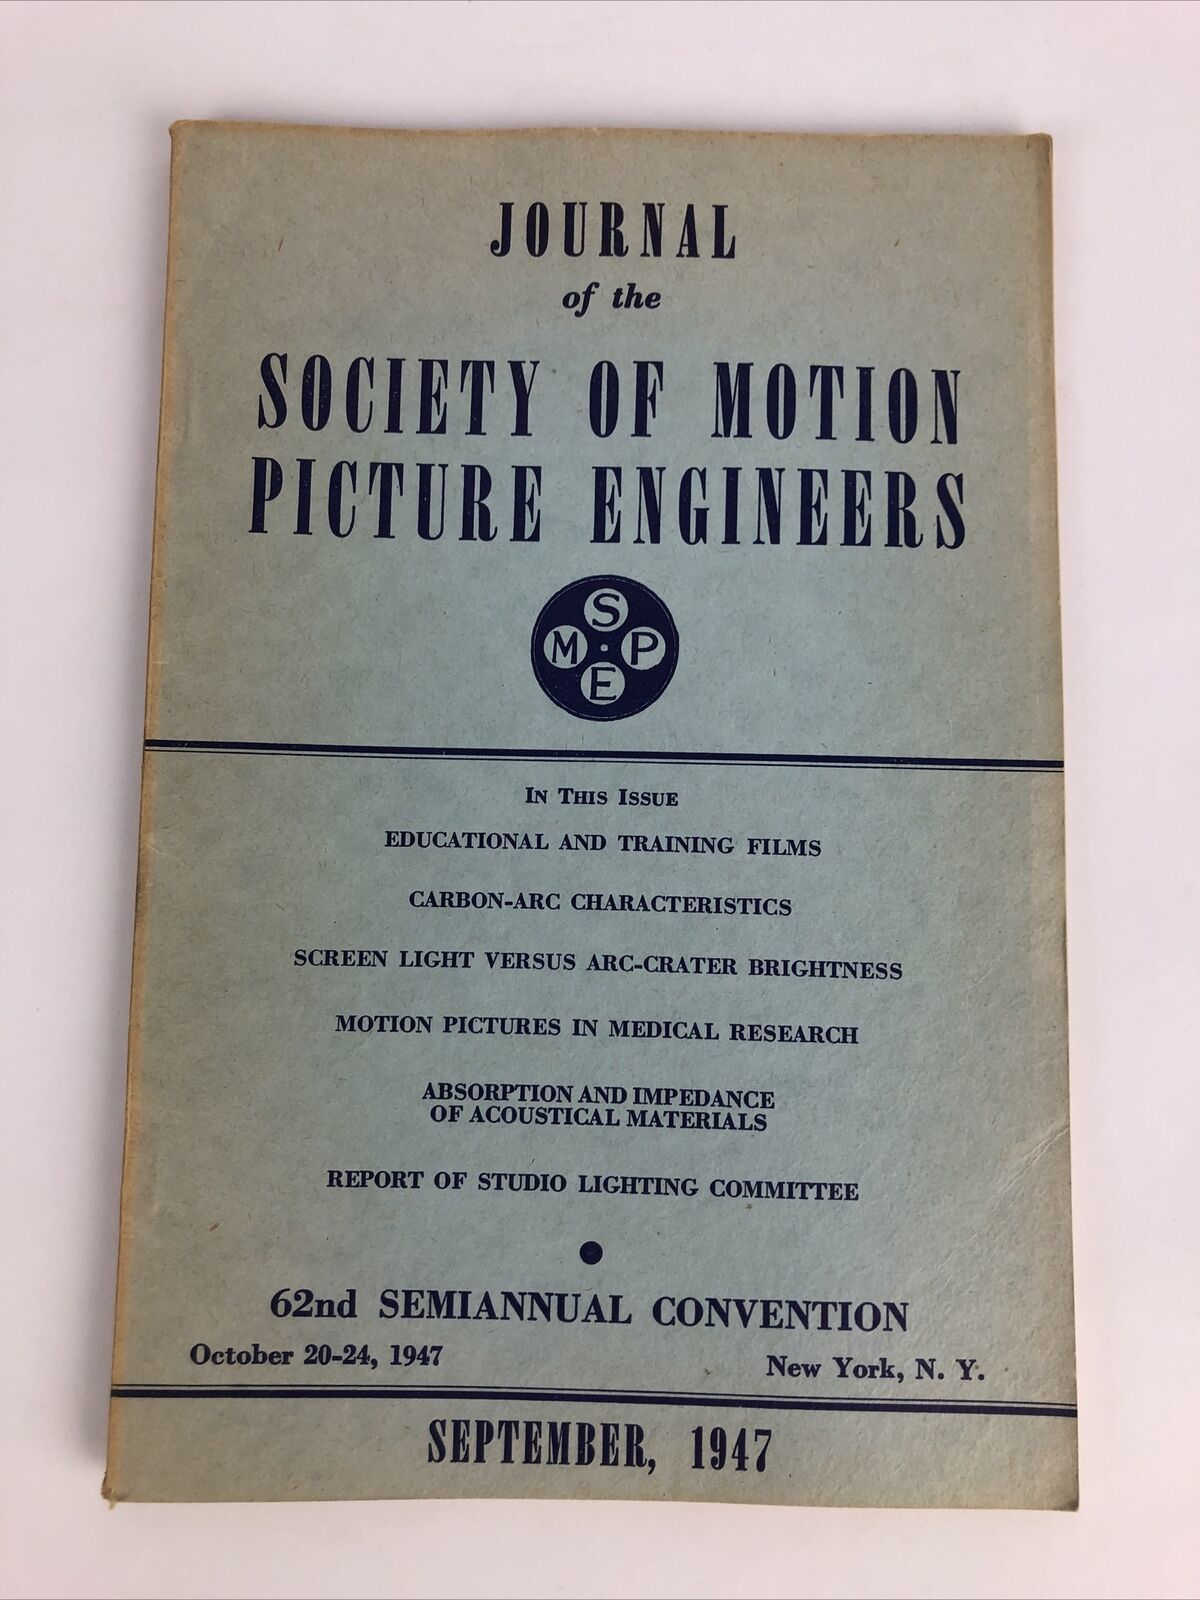 JOURNAL
of the
SOCIETY OF MOTION
PICTURE ENGINEERS
S
M P
E
IN THIS ISSUE
EDUCATIONAL AND TRAINING FILMS
CARBON-ARC CHARACTERISTICS
SCREEN LIGHT VERSUS ARC-CRATER BRIGHTNESS
MOTION PICTURES IN MEDICAL RESEARCH
ABSORPTION AND IMPEDANCE
OF ACOUSTICAL MATERIALS
REPORT OF STUDIO LIGHTING COMMITTEE
62nd SEMIANNUAL CONVENTION
October 20-24, 1947 New York, N. Y.
SEPTEMBER, 1947